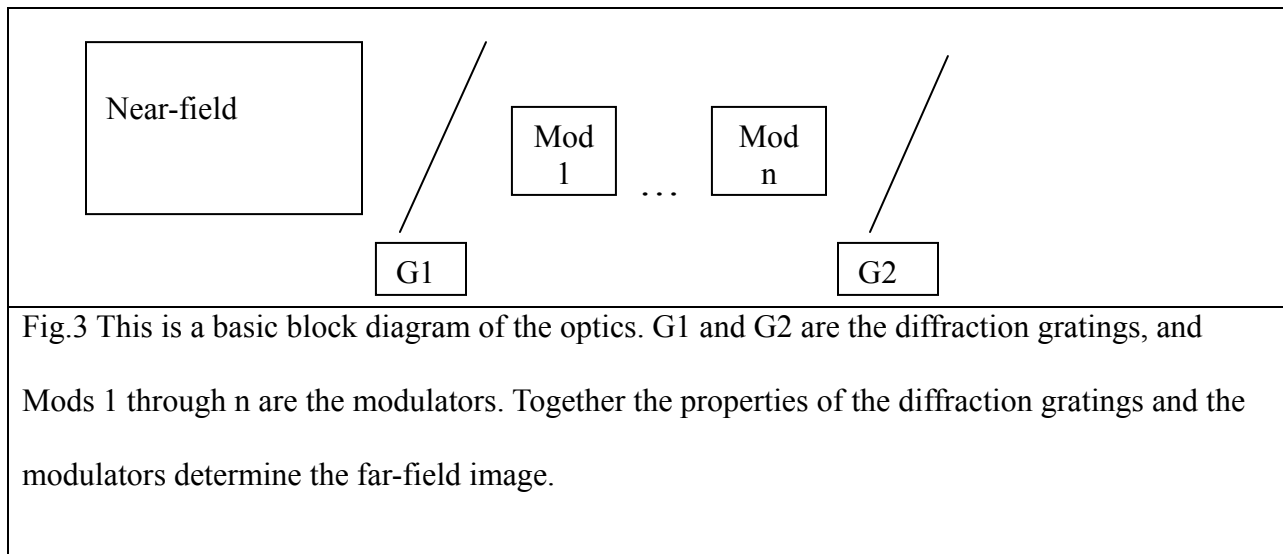 Near-field
Mod
1
...
Mod
n
G1
G2
Fig.3 This is a basic block diagram of the optics. G1 and G2 are the diffraction gratings, and
Mods 1 through n are the modulators. Together the properties of the diffraction gratings and the
modulators determine the far-field image.